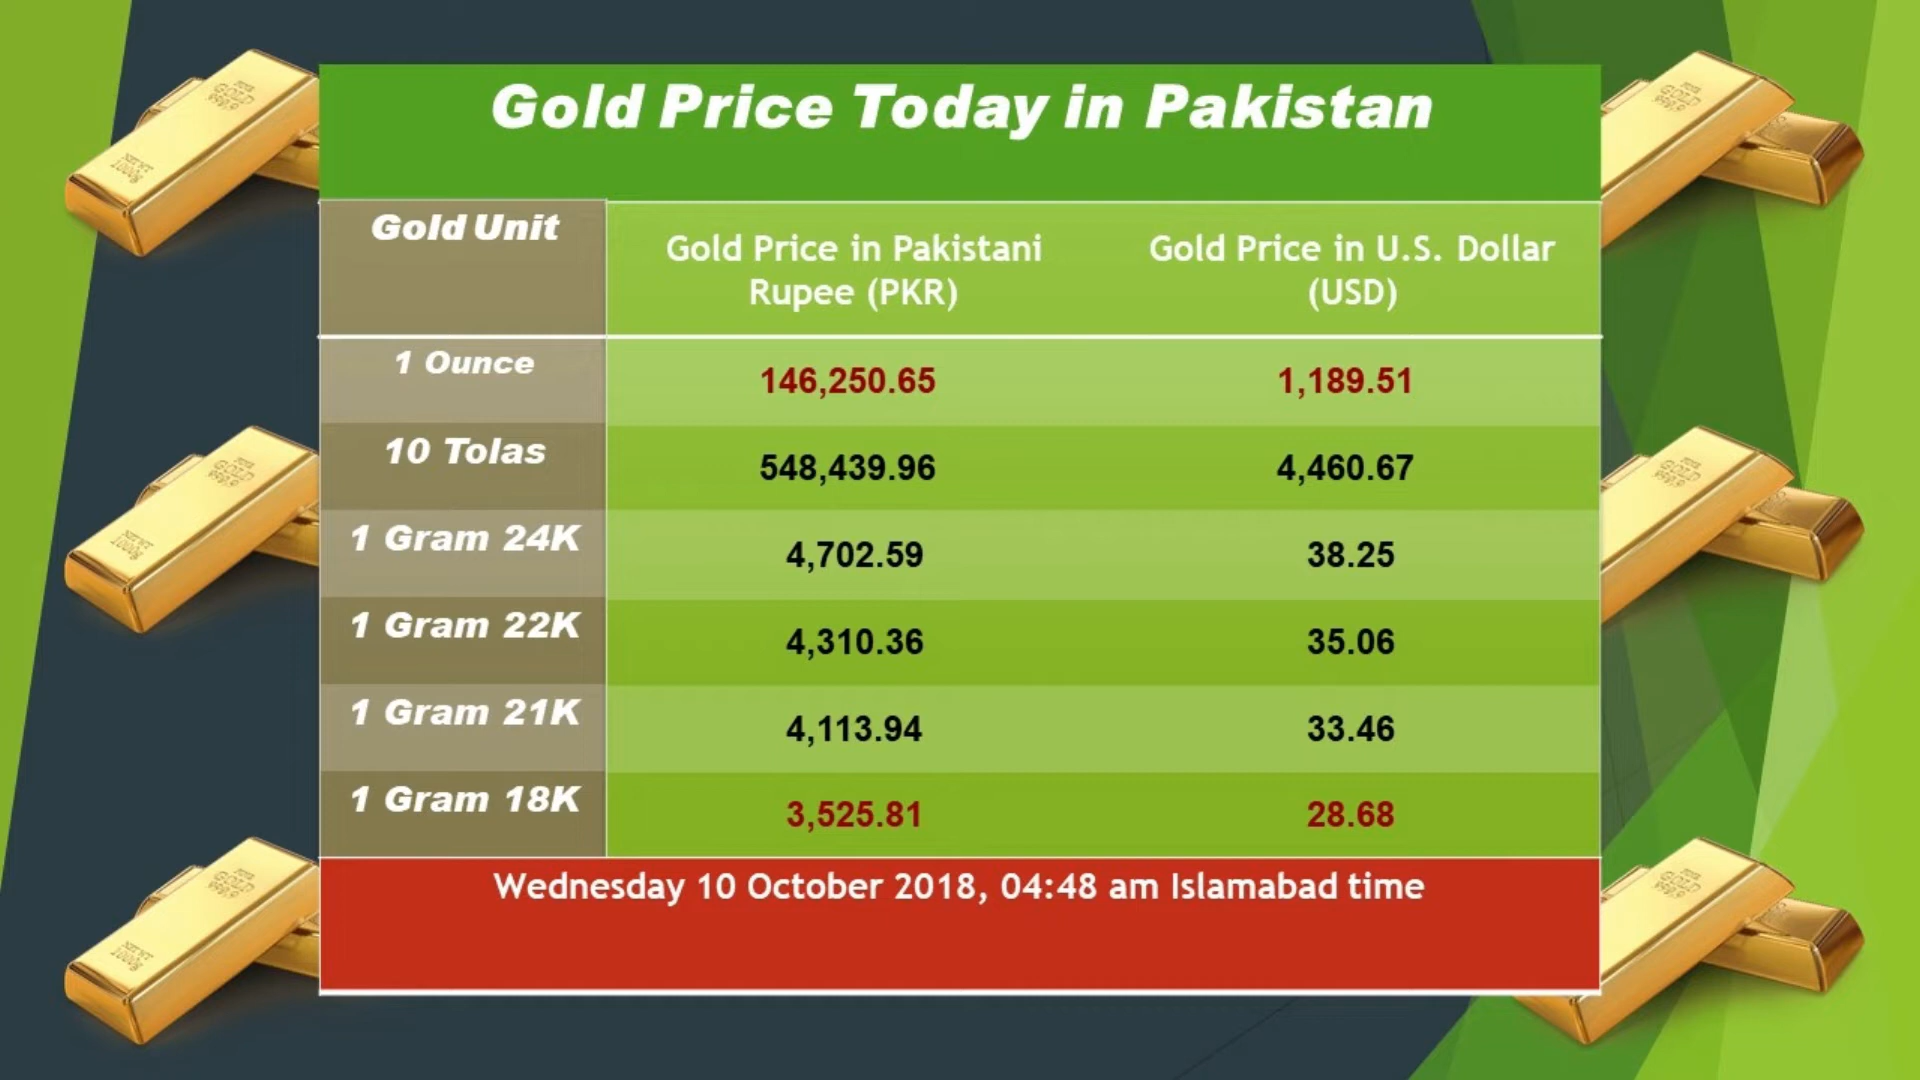 Gold Price Today in Pakistan
Gold Unit
Gold Price in Pakistani
Rupee (PKR)
Gold Price in U.S. Dollar
(USD)
1 Ounce 146,250.65 1,189.51
10 Tolas 548,439.96 4,460.67
1 Gram 24K 4,702.59 38.25
1 Gram 22K 4,310.36 35.06
1 Gram 21K 4,113.94 33.46
1 Gram 18K 3,525.81 28.68
Wednesday 10 October 2018, 04:48 am Islamabad time